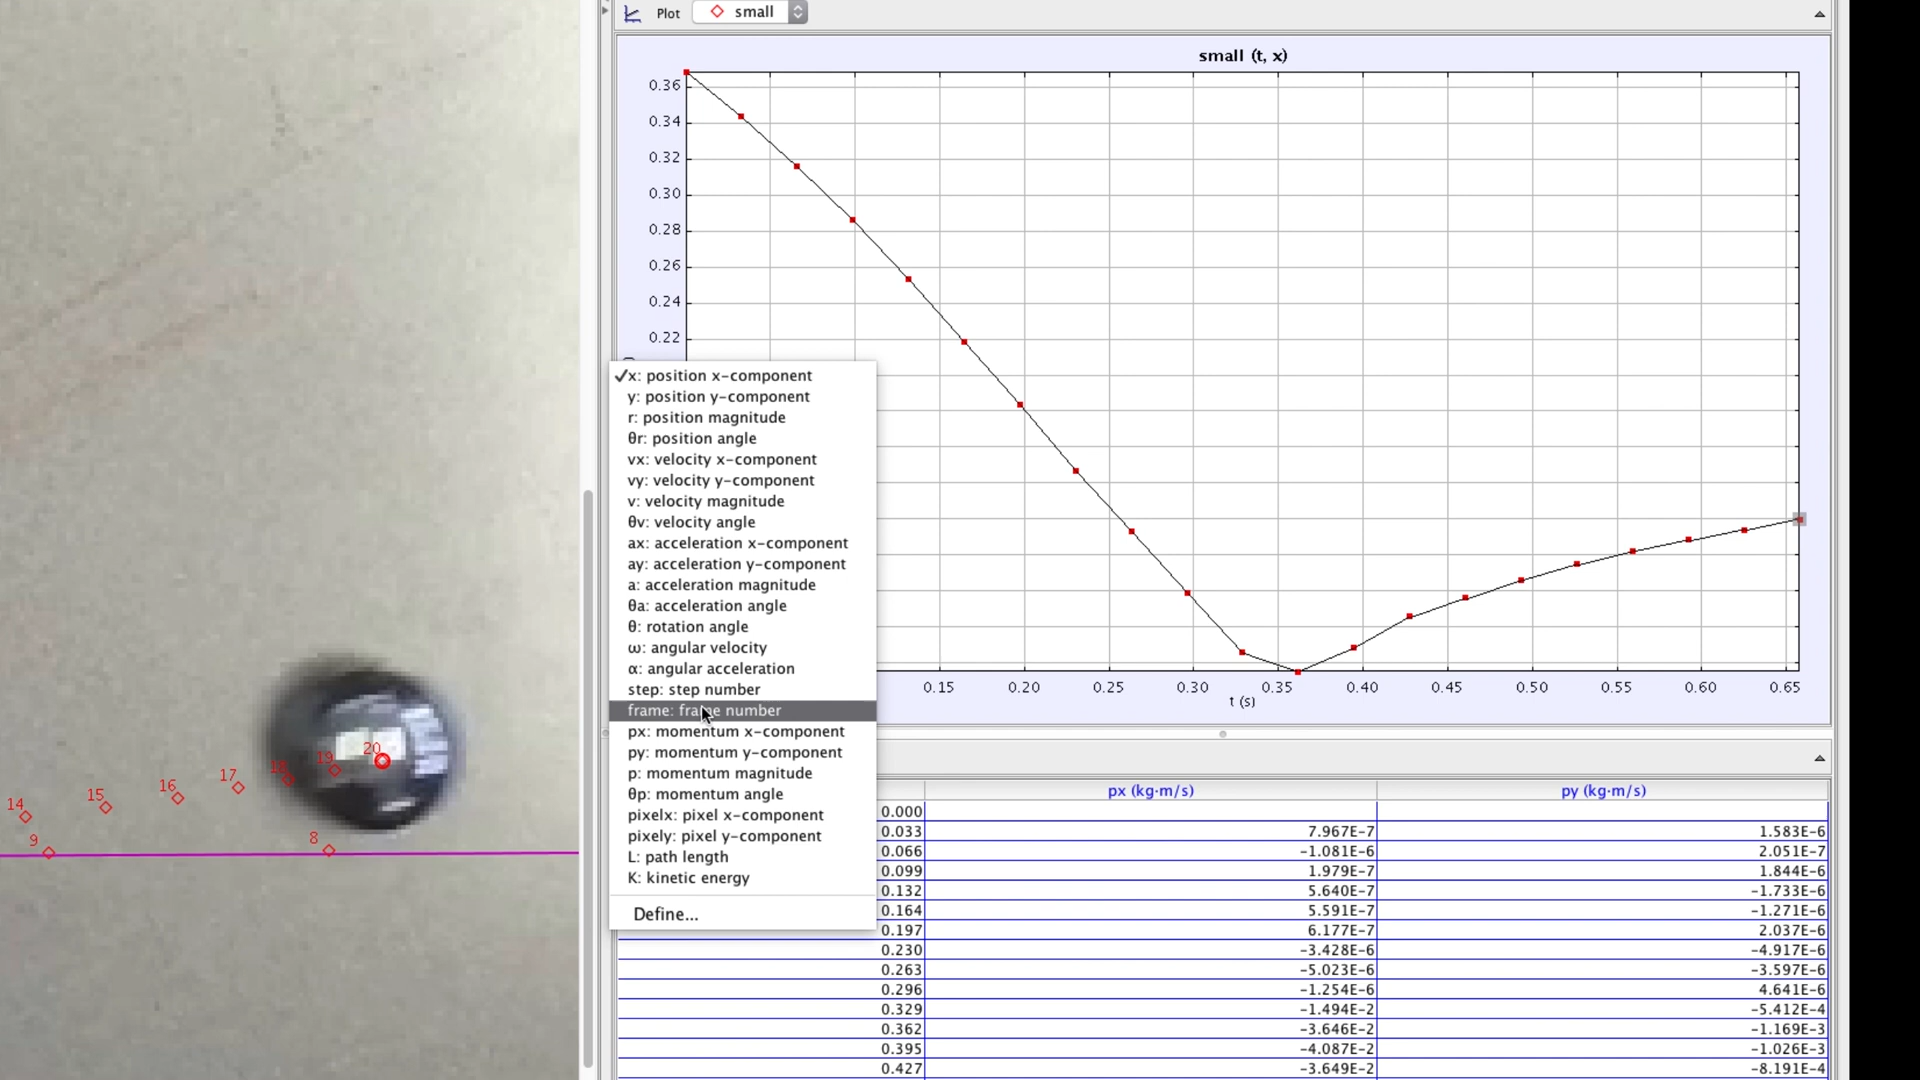 Plot small
small (t, x)
0.36
0.34
0.32
0.30
0.28
0.26
0.24
0.22
✓x: position x-component
y: position y-component
r: position magnitude
θr: position angle
vx: velocity x-component
vy: velocity y-component
v: velocity magnitude
θv: velocity angle
ax: acceleration x-component
ay: acceleration y-component
a: acceleration magnitude
θa: acceleration angle
θ: rotation angle
ω: angular velocity
α: angular acceleration
step: step number
frame: frame number
px: momentum x-component
py: momentum y-component
p: momentum magnitude
θp: momentum angle
pixelx: pixel x-component
pixely: pixel y-component
L: path length
K: kinetic energy
Define...
0.15 0.20 0.25 0.30 0.35 0.40 0.45 0.50 0.55 0.60 0.65
t (s)
px (kg·m/s) py (kg·m/s)
0.000
0.033 7.967E-7 1.583E-6
0.066 -1.081E-6 2.051E-7
0.099 1.979E-7 1.844E-6
0.132 5.640E-7 -1.733E-6
0.164 5.591E-7 -1.271E-6
0.197 6.177E-7 2.037E-6
0.230 -3.428E-6 -4.917E-6
0.263 -5.023E-6 -3.597E-6
0.296 -1.254E-6 4.641E-6
0.329 -1.494E-2 -5.412E-4
0.362 -3.646E-2 -1.169E-3
0.395 -4.087E-2 -1.026E-3
0.427 -3.649E-2 -8.191E-4
14 15 16 17 18 19 20
9 8